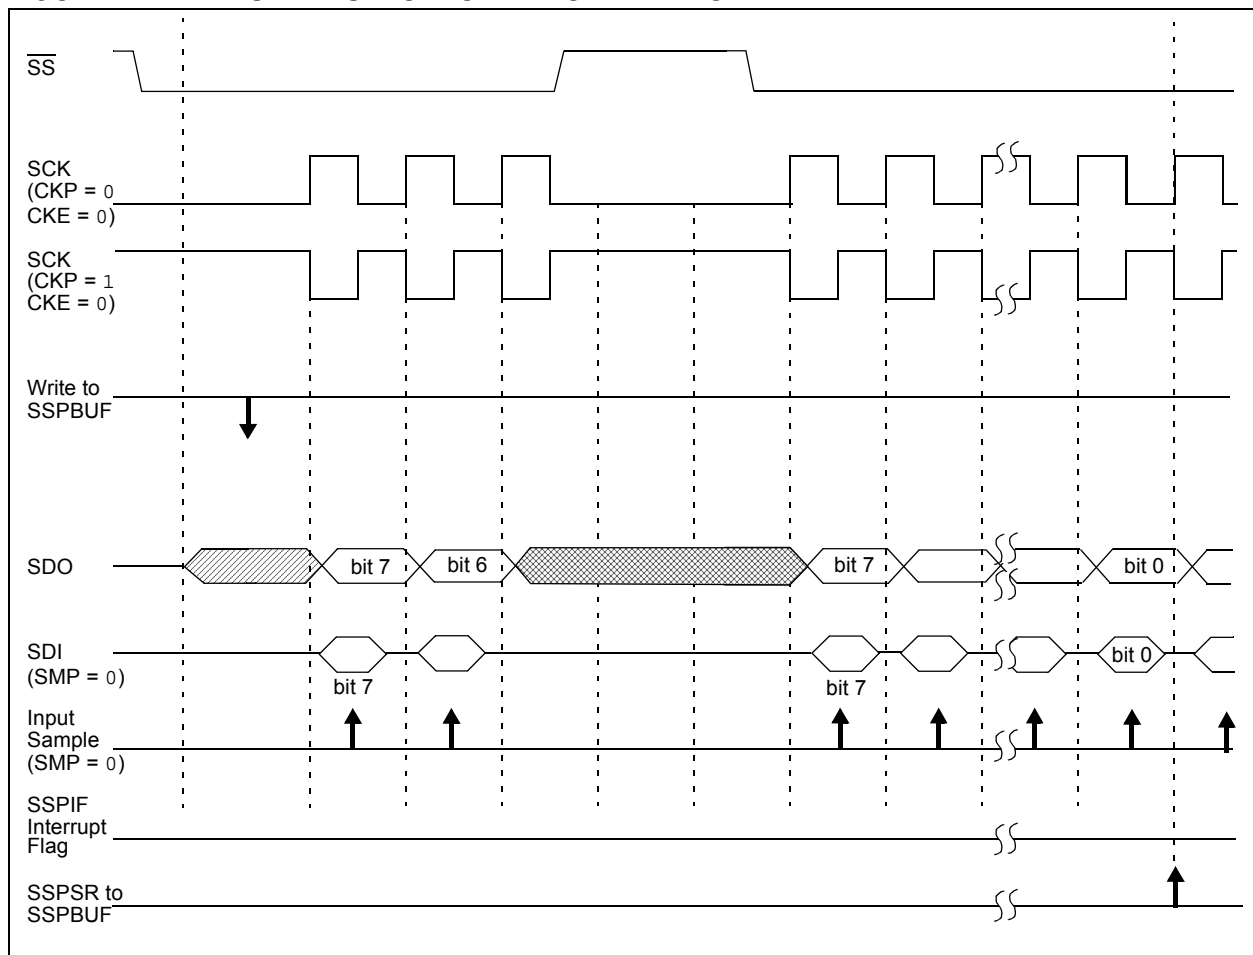 SS
SCK
(CKP = 0
CKE = 0)
SCK
(CKP = 1
CKE = 0)
Write to
SSPBUF
SDO
bit 7
bit 6
bit 7
bit 0
SDI
(SMP = 0)
bit 7
bit 7
bit 0
Input
Sample
(SMP = 0)
SSPIF
Interrupt
Flag
SSPSR to
SSPBUF